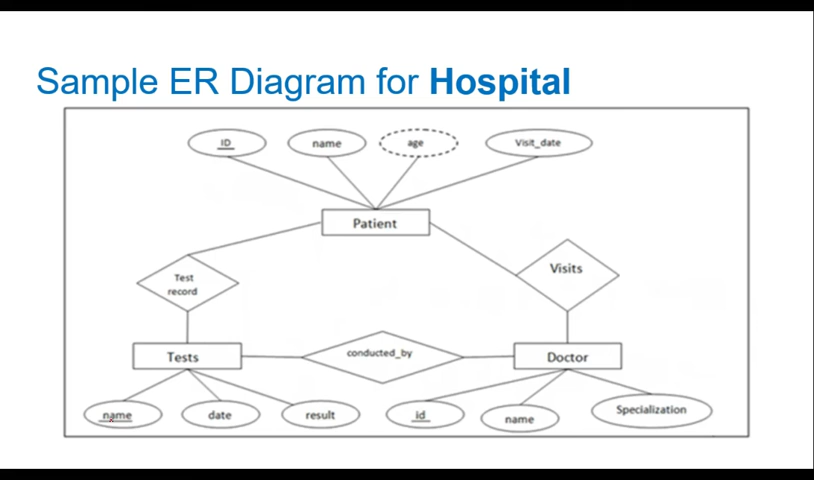 Sample ER Diagram for Hospital
ID name age Visit_date
Patient
Visits
Test
record
conducted_by
Tests Doctor
name date result id name Specialization